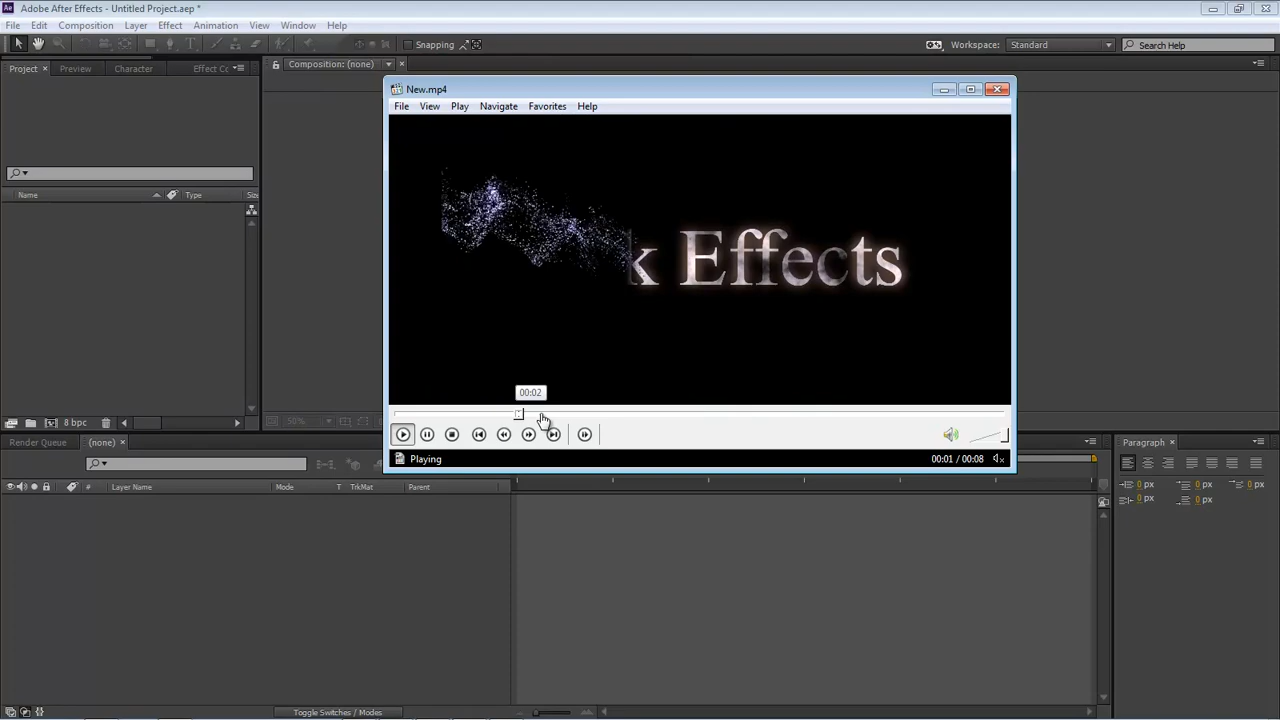 Adobe After Effects - Untitled Project.aep *
File Edit Composition Layer Effect Animation View Window Help
Snapping
Workspace: Standard
Search Help
Project Preview Character Effect Cc
Composition: (none)
New.mp4
File View Play Navigate Favorites Help
k Effects
Name Type Size
00:02
8 bpc
50%
Playing
00:01 / 00:08
Render Queue (none)
Paragraph
# Layer Name Mode T TrkMat Parent
0 px 0 px 0 px
0 px 0 px
Toggle Switches / Modes